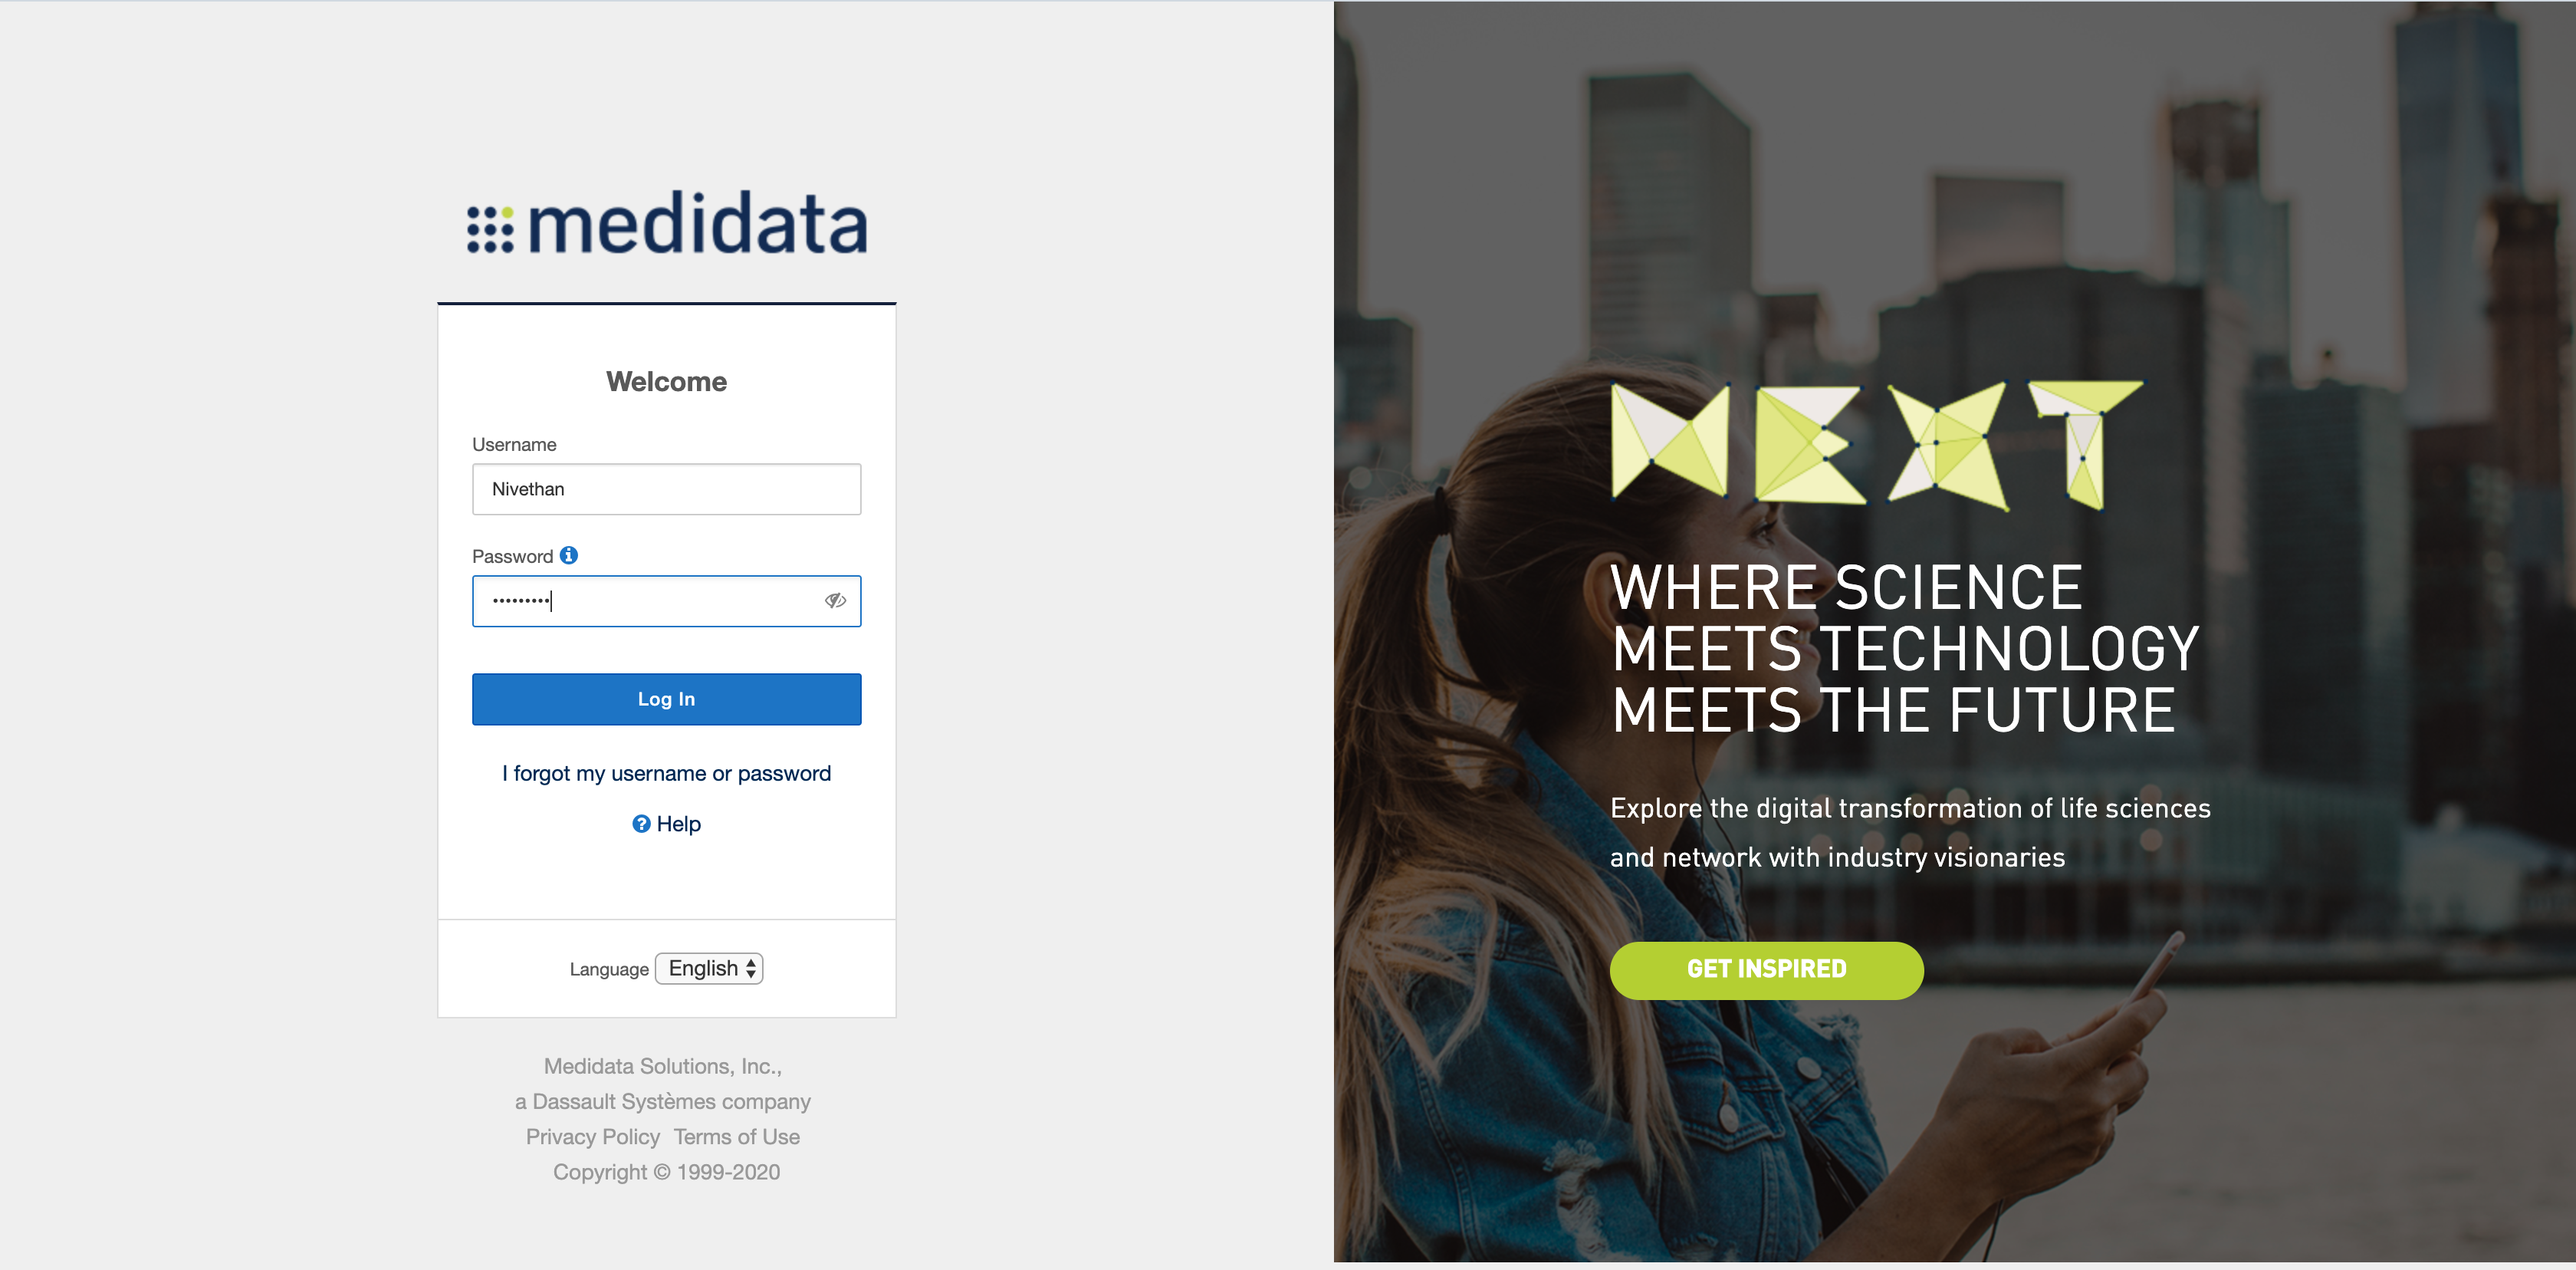 medidata
Welcome
Username
Nivethan
Password
•••••••••
Log In
I forgot my username or password
Help
Language English
Medidata Solutions, Inc.,
a Dassault Systèmes company
Privacy Policy Terms of Use
Copyright © 1999-2020
NEXT
WHERE SCIENCE
MEETS TECHNOLOGY
MEETS THE FUTURE
Explore the digital transformation of life sciences
and network with industry visionaries
GET INSPIRED